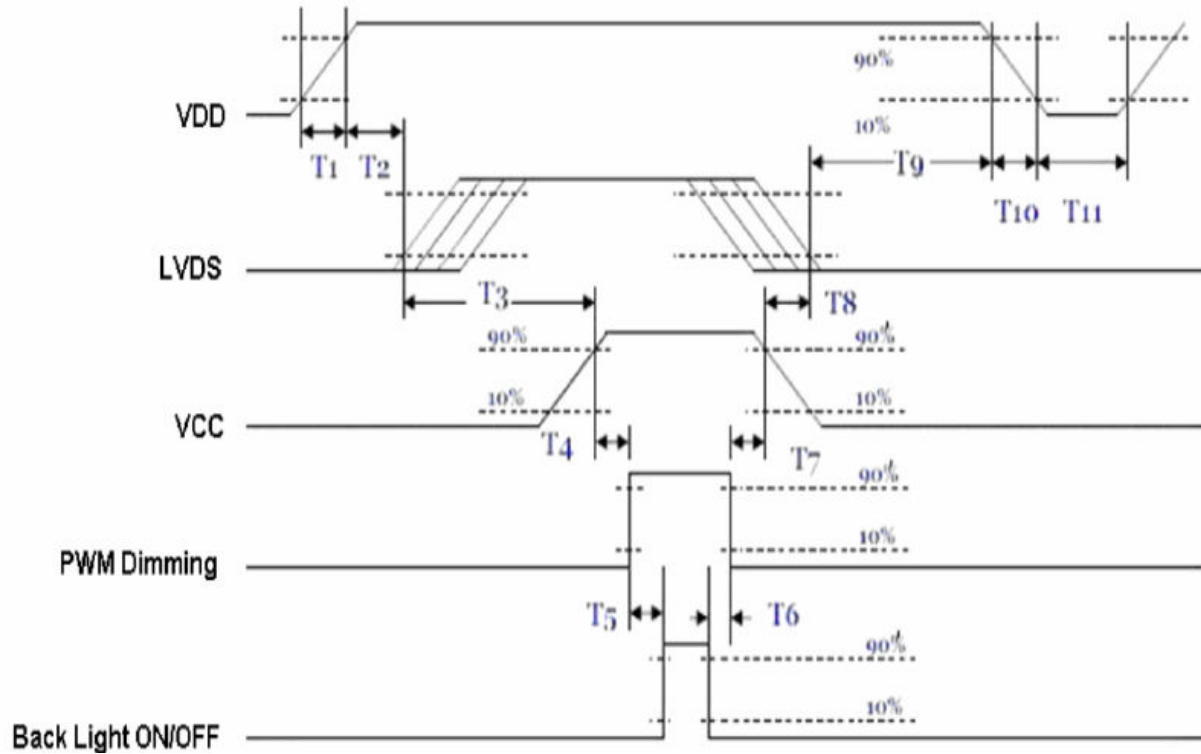 90%
VDD
10%
T1 T2
T9
T10 T11
LVDS
T3
T8
90% 90%
10% 10%
VCC
T4
T7
90%
10%
PWM Dimming
T5
T6
90%
10%
Back Light ON/OFF